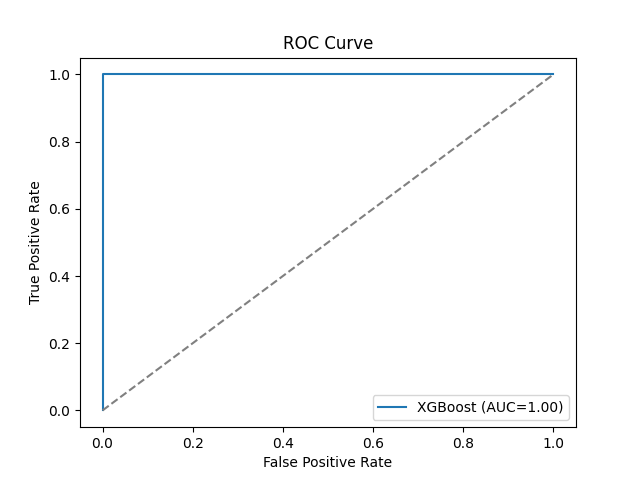 ROC Curve
True Positive Rate
1.0
0.8
0.6
0.4
0.2
0.0
XGBoost (AUC=1.00)
0.0 0.2 0.4 0.6 0.8 1.0
False Positive Rate